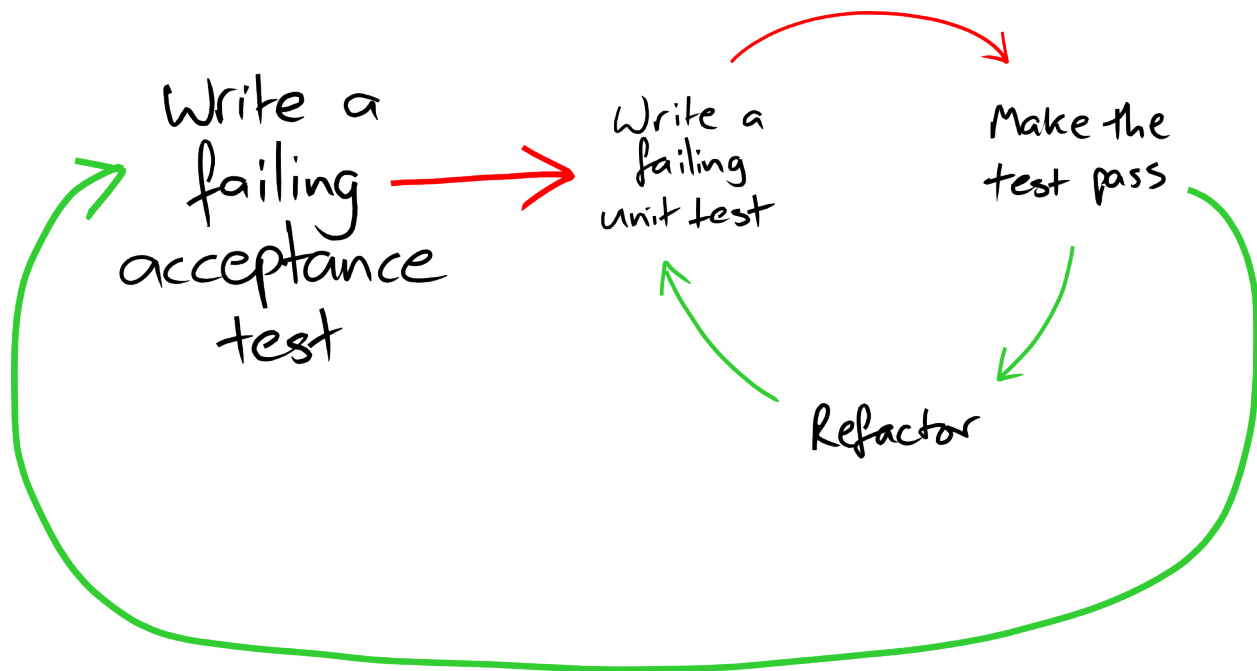 Write a
failing
acceptance
test
Write a
failing
unit test
Make the
test pass
Refactor